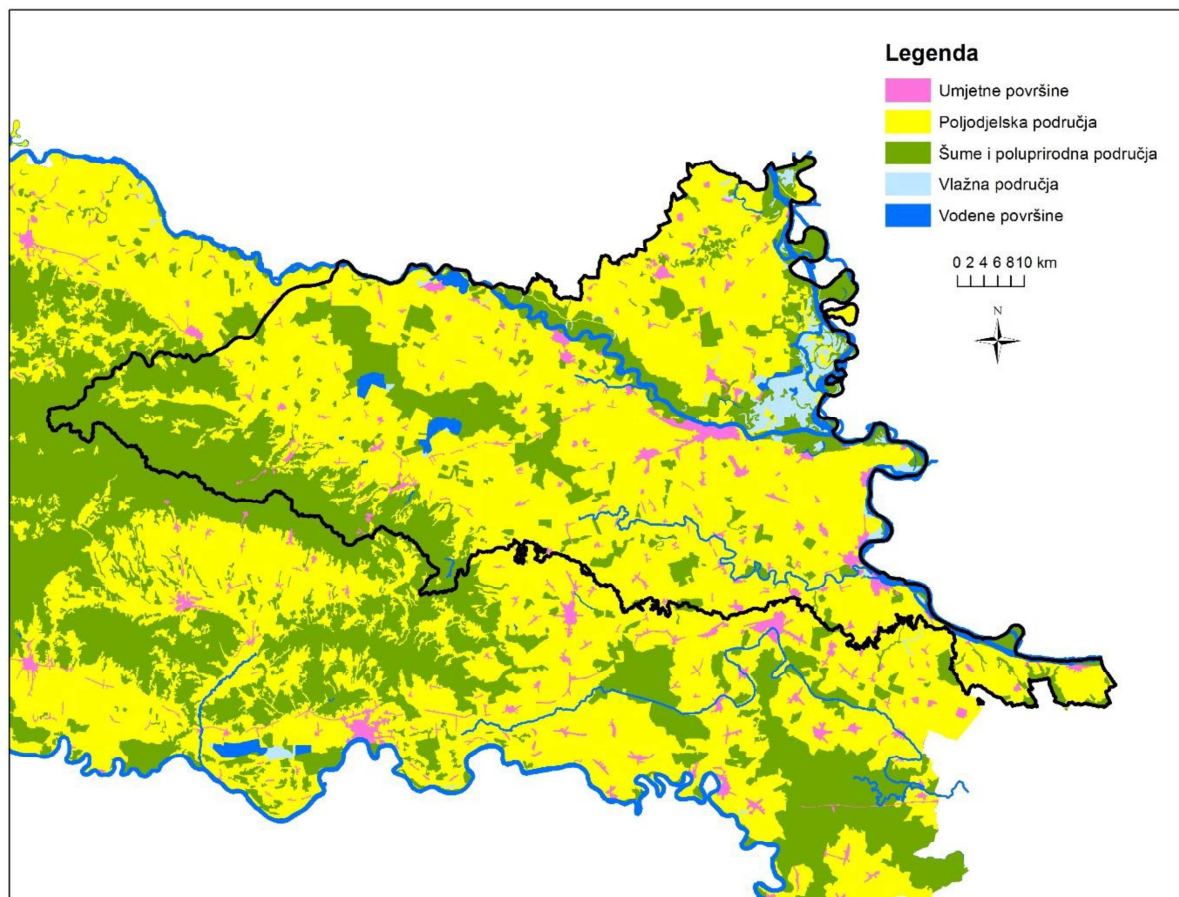 Legenda
Umjetne površine
Poljodjelska područja
Šume i poluprirodna područja
Vlažna područja
Vodene površine
0 2 4 6 8 10 km
N